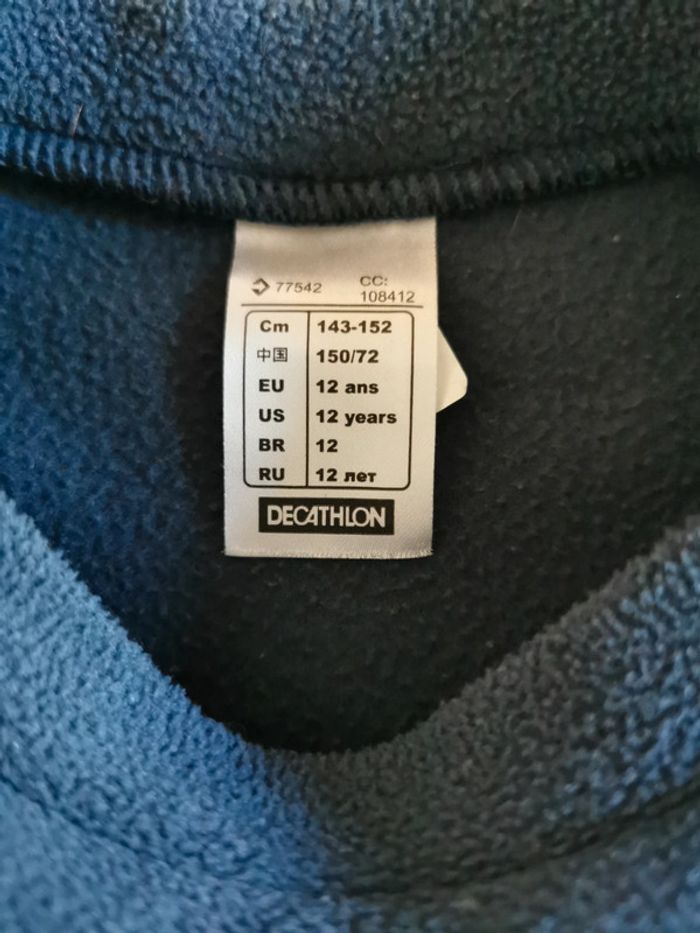 77542 CC: 108412
Cm 143-152
中国 150/72
EU 12 ans
US 12 years
BR 12
RU 12 лет
DECATHLON